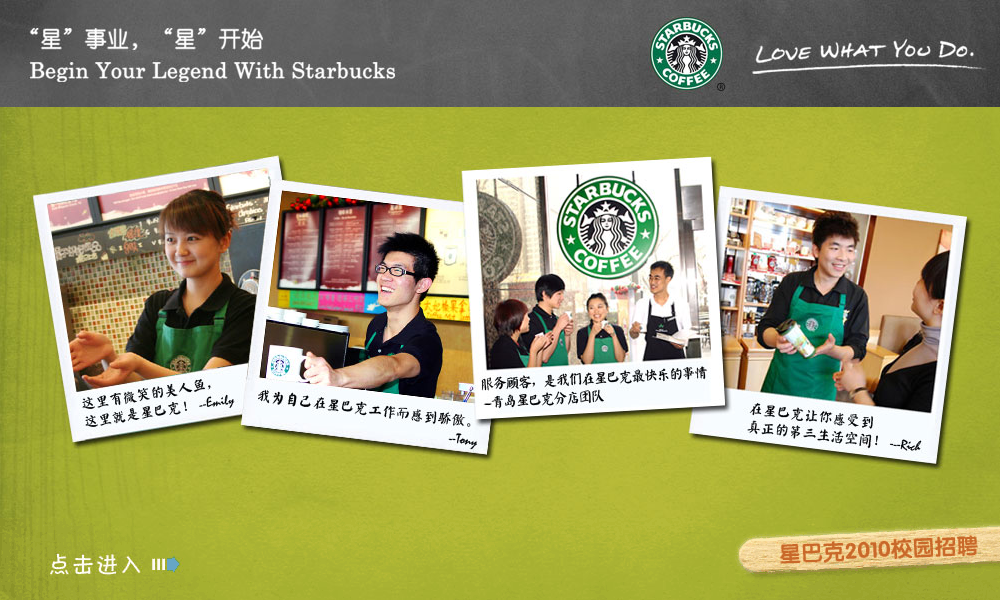 “星”事业，“星”开始
Begin Your Legend With Starbucks
STARBUCKS
COFFEE
®
LOVE WHAT YOU DO.
这里有微笑的美人鱼，
这里就是星巴克！ --Emily
我为自己在星巴克工作而感到骄傲。
--Tony
STARBUCKS
COFFEE
服务顾客，是我们在星巴克最快乐的事情
-青岛星巴克分店团队
在星巴克让你感受到
真正的第三生活空间！ ---Rich
点击进入
星巴克2010校园招聘